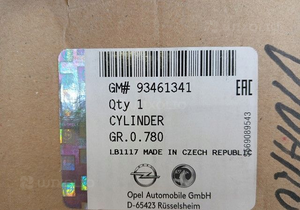 GM# 93461341
Qty 1
CYLINDER
GR.0.780
LB1117 MADE IN CZECH REPUBLIC
Opel Automobile GmbH
D-65423 Rüsselsheim
EAC